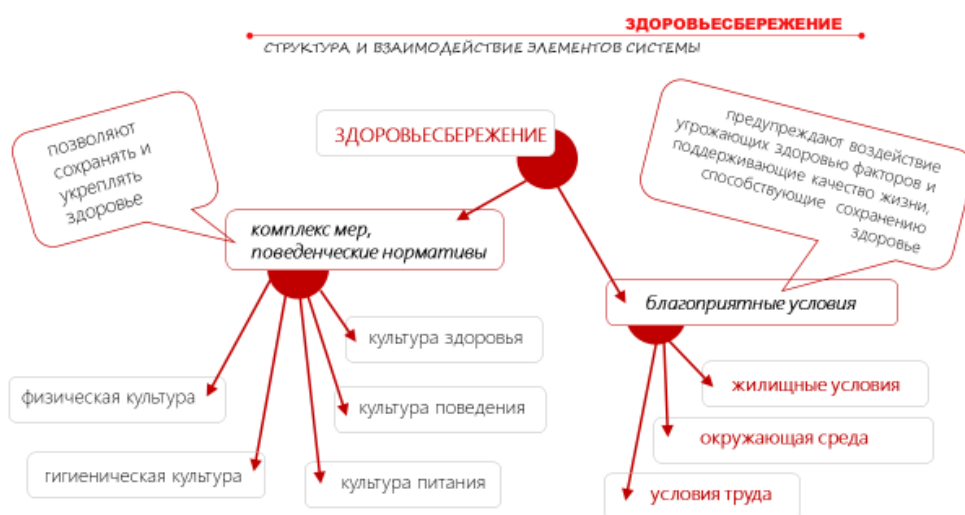 ЗДОРОВЬЕСБЕРЕЖЕНИЕ
СТРУКТУРА И ВЗАИМОДЕЙСТВИЕ ЭЛЕМЕНТОВ СИСТЕМЫ
ЗДОРОВЬЕСБЕРЕЖЕНИЕ
позволяют
сохранять и
укреплять
здоровье
предупреждают воздействие
угрожающих здоровью факторов и
поддерживающие качество жизни,
способствующие сохранению
здоровье
комплекс мер,
поведенческие нормативы
благоприятные условия
культура здоровья
физическая культура
культура поведения
гигиеническая культура
культура питания
жилищные условия
окружающая среда
условия труда